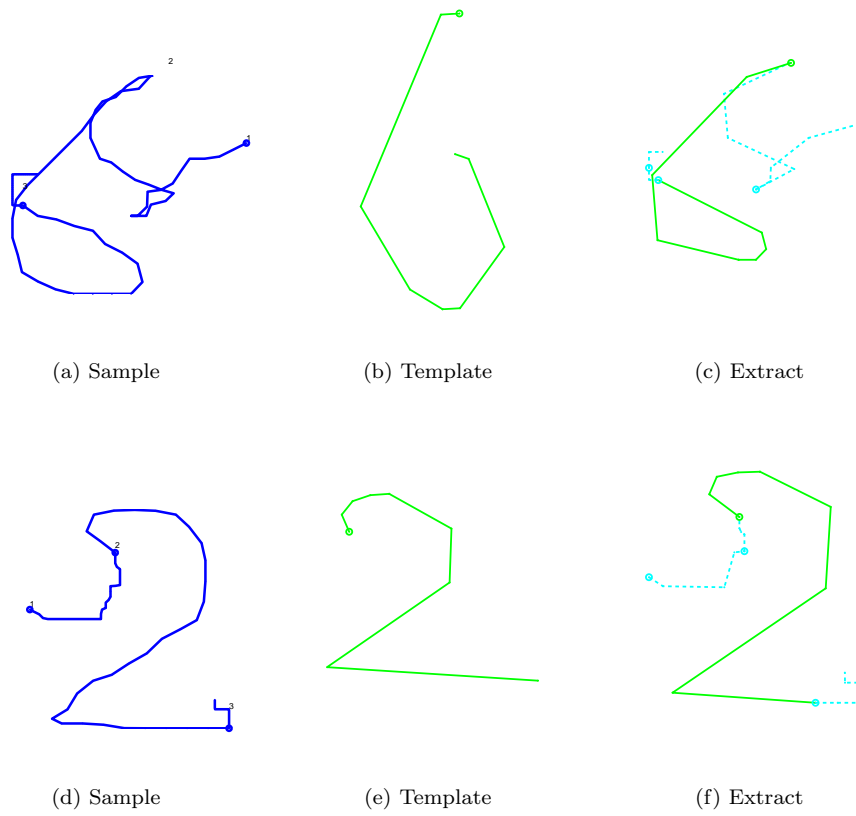 2
1
3
(a) Sample
(b) Template
(c) Extract
2
1
3
(d) Sample
(e) Template
(f) Extract